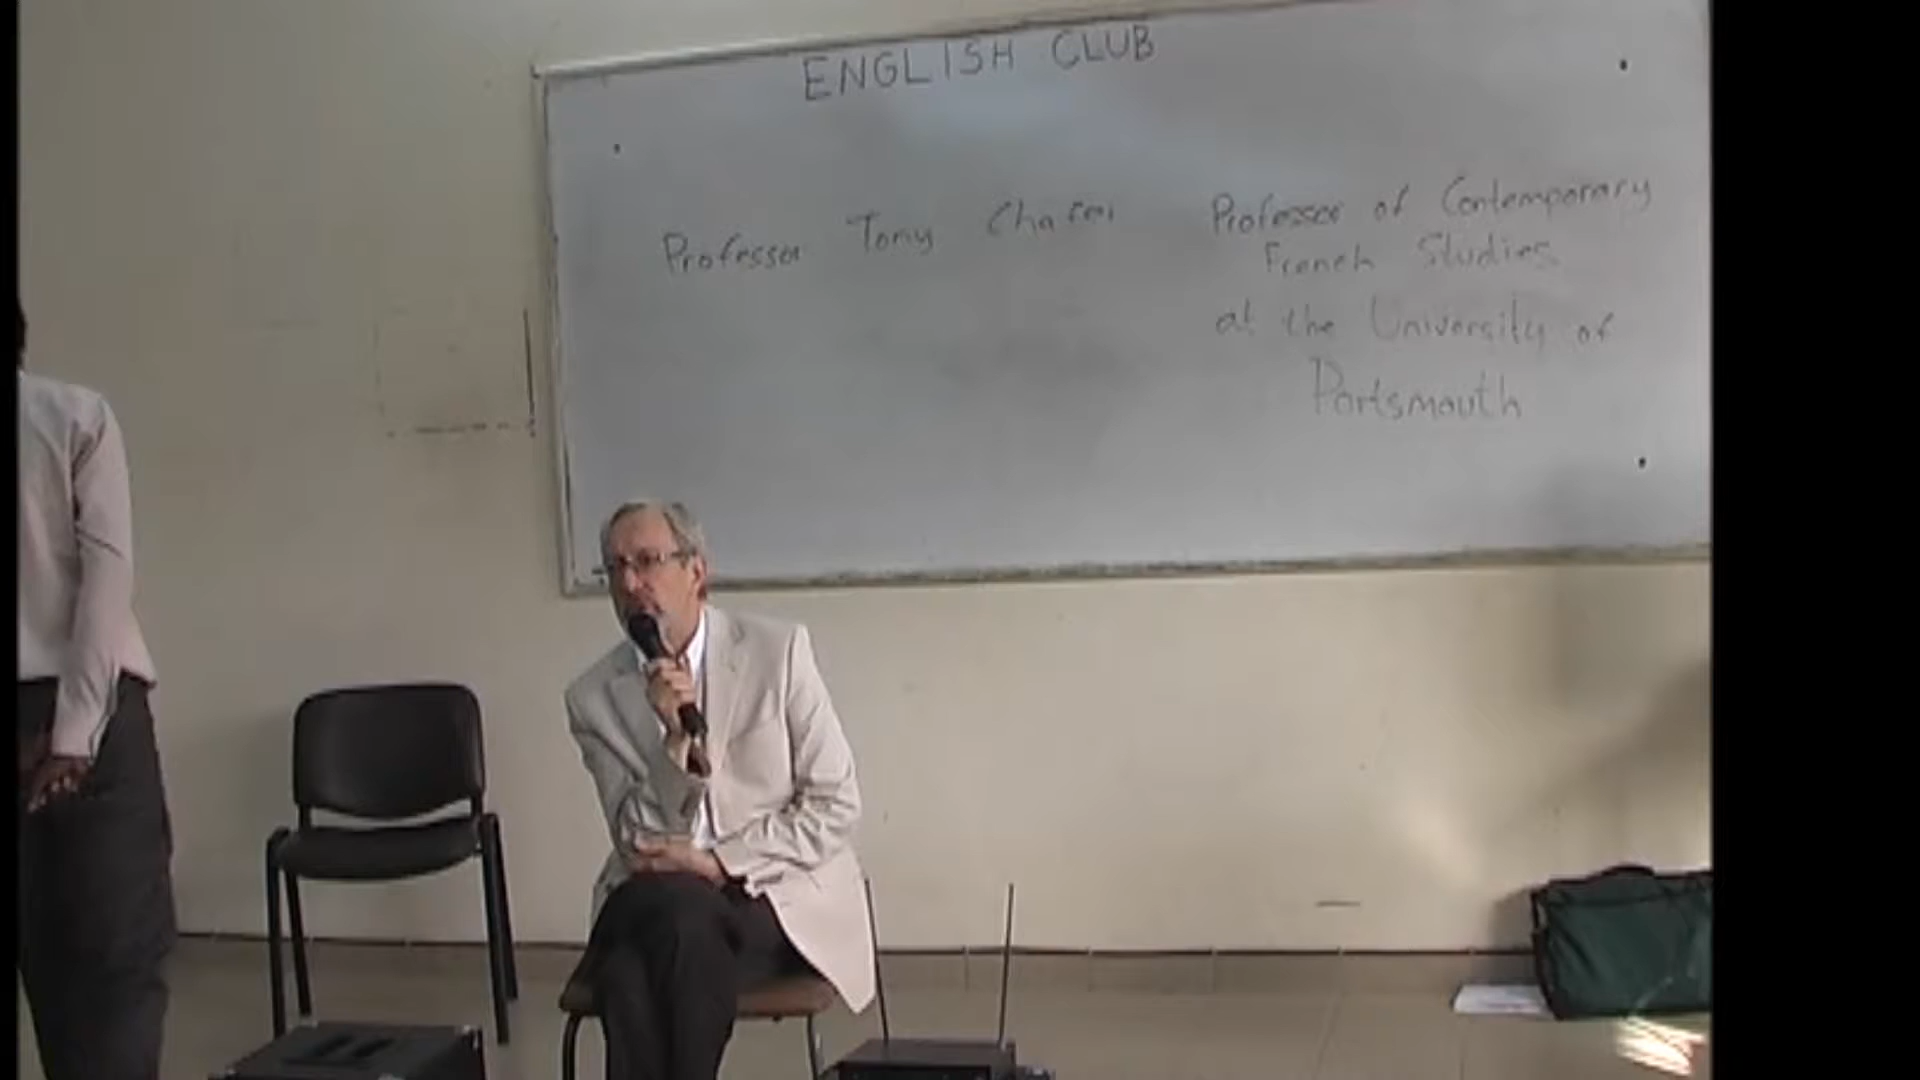 ENGLISH CLUB
Professor Tony Chafer
Professor of Contemporary
French Studies
at the University of
Portsmouth